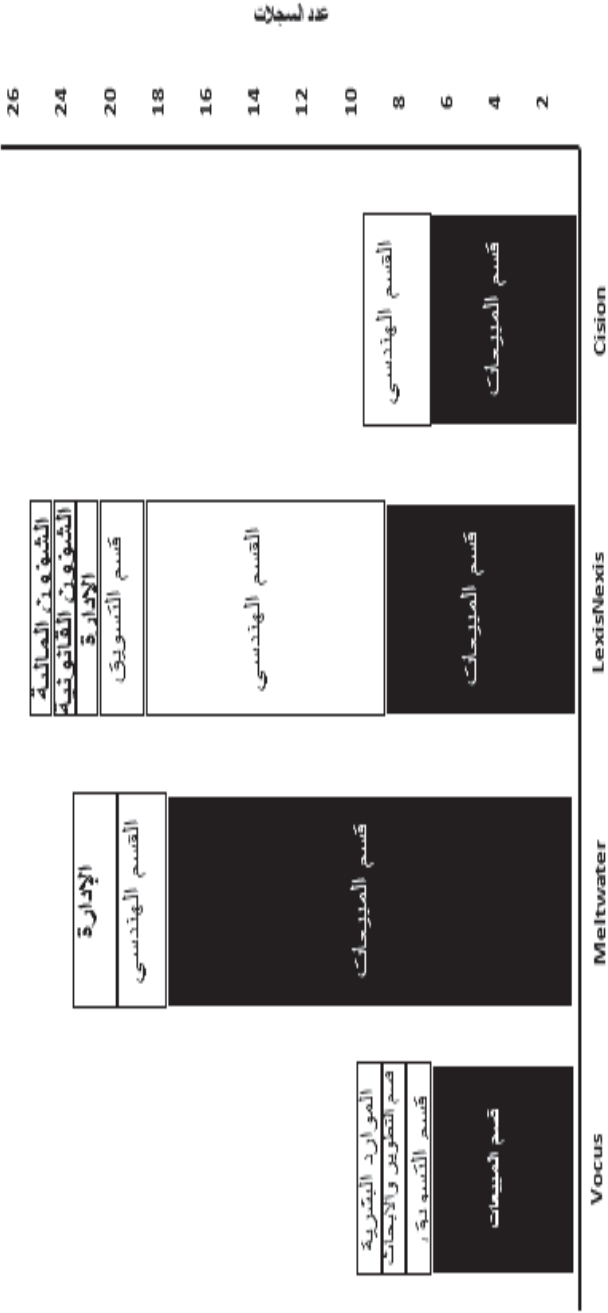 عدد السجلات
26
24
20
18
16
14
12
10
8
6
4
2
القسم الهندسي
قسم المبيعات
Cision
الشؤون المالية
الشؤون القانونية
الإدارة
قسم التسويق
القسم الهندسي
قسم المبيعات
LexisNexis
الإدارة
القسم الهندسي
قسم المبيعات
Meltwater
الموارد البشرية
قسم التطوير والابحاث
قسم التسويق
قسم المبيعات
Vocus